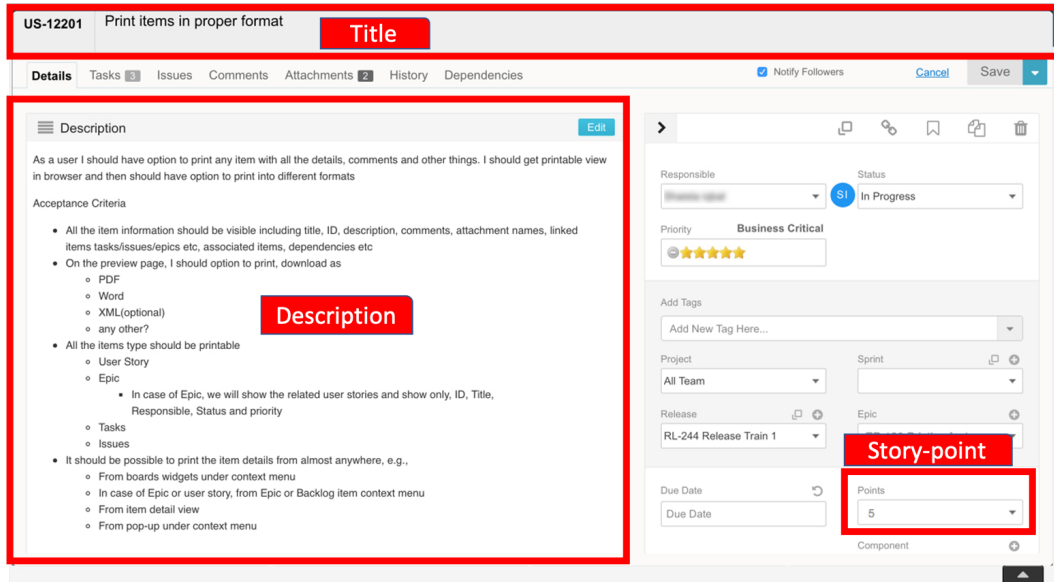 US-12201 Print items in proper format
Title
Details Tasks 3 Issues Comments Attachments 2 History Dependencies
Notify Followers Cancel Save
Description Edit
As a user I should have option to print any item with all the details, comments and other things. I should get printable view
in browser and then should have option to print into different formats
Acceptance Criteria
All the item information should be visible including title, ID, description, comments, attachment names, linked
items tasks/issues/epics etc, associated items, dependencies etc
On the preview page, I should option to print, download as
PDF
Word
XML(optional)
any other?
Description
All the items type should be printable
User Story
Epic
In case of Epic, we will show the related user stories and show only, ID, Title,
Responsible, Status and priority
Tasks
Issues
It should be possible to print the item details from almost anywhere, e.g.,
From boards widgets under context menu
In case of Epic or user story, from Epic or Backlog item context menu
From item detail view
From pop-up under context menu
Responsible Status
SI In Progress
Priority Business Critical
Add Tags
Add New Tag Here...
Project Sprint
All Team
Release Epic
RL-244 Release Train 1
Story-point
Due Date Points
Due Date 5
Component